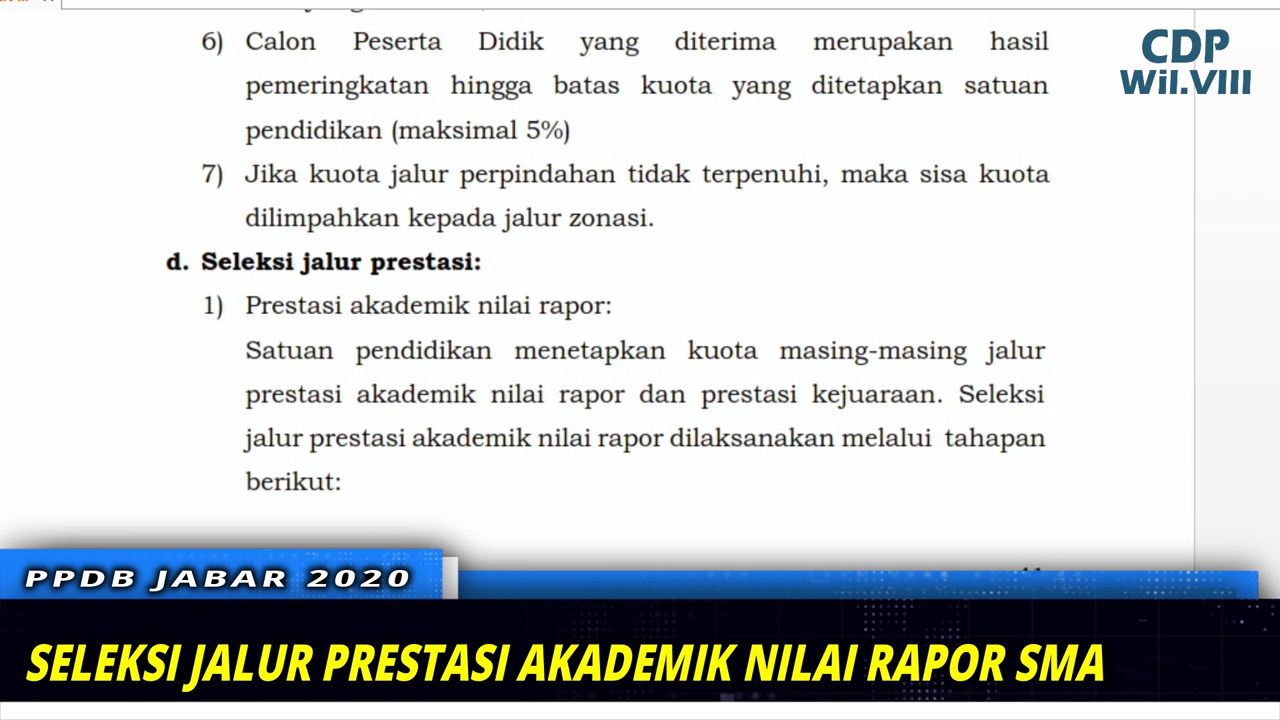 6) Calon Peserta Didik yang diterima merupakan hasil
pemeringkatan hingga batas kuota yang ditetapkan satuan
pendidikan (maksimal 5%)
7) Jika kuota jalur perpindahan tidak terpenuhi, maka sisa kuota
dilimpahkan kepada jalur zonasi.
d. Seleksi jalur prestasi:
1) Prestasi akademik nilai rapor:
Satuan pendidikan menetapkan kuota masing-masing jalur
prestasi akademik nilai rapor dan prestasi kejuaraan. Seleksi
jalur prestasi akademik nilai rapor dilaksanakan melalui tahapan
berikut:
CDP
Wil.VIII
PPDB JABAR 2020
SELEKSI JALUR PRESTASI AKADEMIK NILAI RAPOR SMA